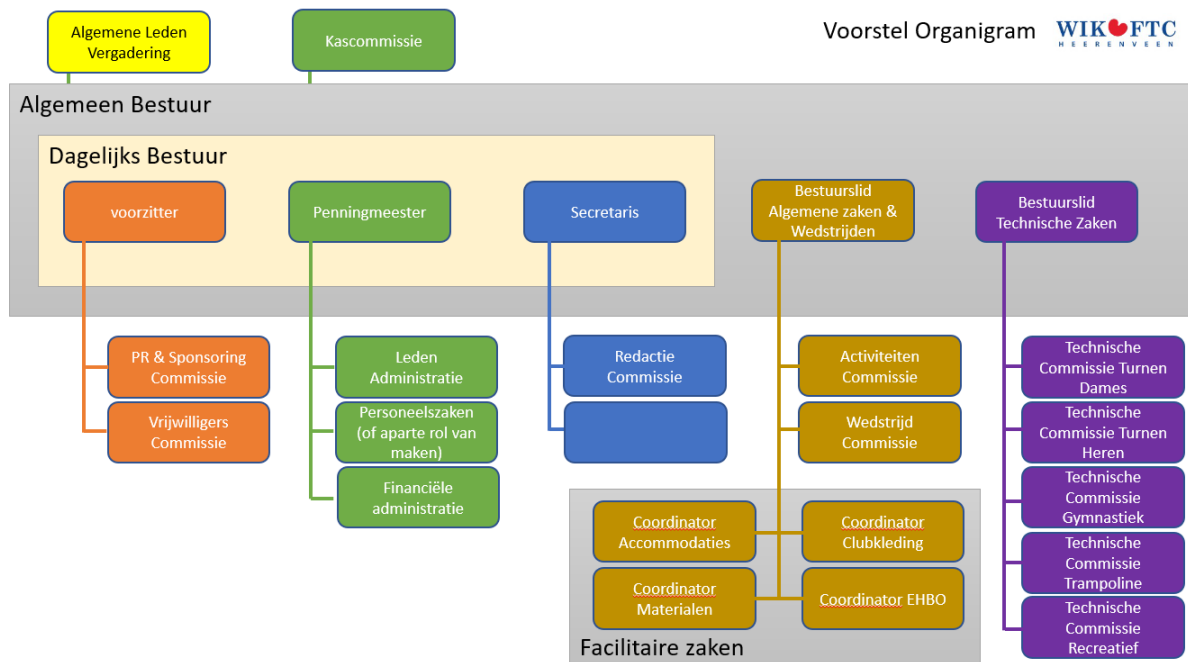 Algemene Leden
Vergadering
Kascommissie
Voorstel Organigram
WIK FTC
HEERENVEEN
Algemeen Bestuur
Dagelijks Bestuur
voorzitter
Penningmeester
Secretaris
Bestuurslid
Algemene zaken &
Wedstrijden
Bestuurslid
Technische Zaken
PR & Sponsoring
Commissie
Vrijwilligers
Commissie
Leden
Administratie
Personeelszaken
(of aparte rol van
maken)
Financiële
administratie
Redactie
Commissie
Activiteiten
Commissie
Wedstrijd
Commissie
Coordinator
Accommodaties
Coordinator
Clubkleding
Coordinator
Materialen
Coordinator EHBO
Facilitaire zaken
Technische
Commissie Turnen
Dames
Technische
Commissie Turnen
Heren
Technische
Commissie
Gymnastiek
Technische
Commissie
Trampoline
Technische
Commissie
Recreatief